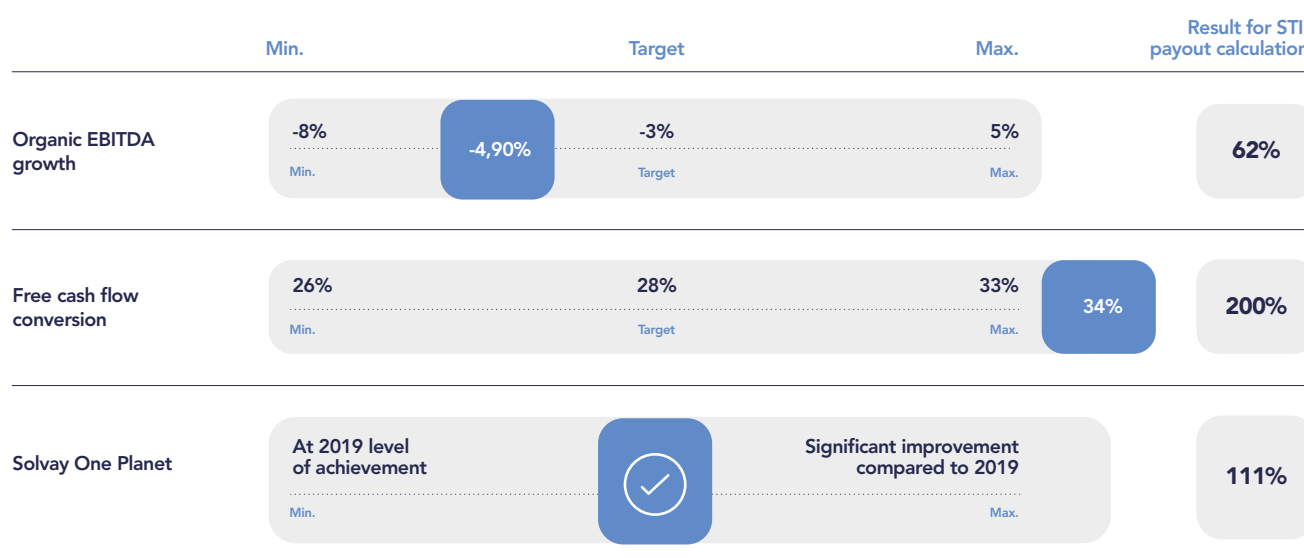 Result for STI
Min. Target Max. payout calculation
-8% -3% 5%
Organic EBITDA
growth
-4,90%
62%
Min. Target Max.
26% 28% 33%
Free cash flow
conversion
34%
200%
Min. Target Max.
At 2019 level
of achievement
Significant improvement
compared to 2019
Solvay One Planet
111%
Min. Max.